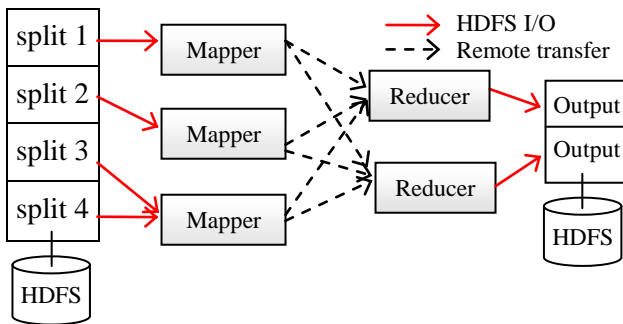 split 1
split 2
split 3
split 4
HDFS
Mapper
Mapper
Mapper
HDFS I/O
Remote transfer
Reducer
Reducer
Output
Output
HDFS